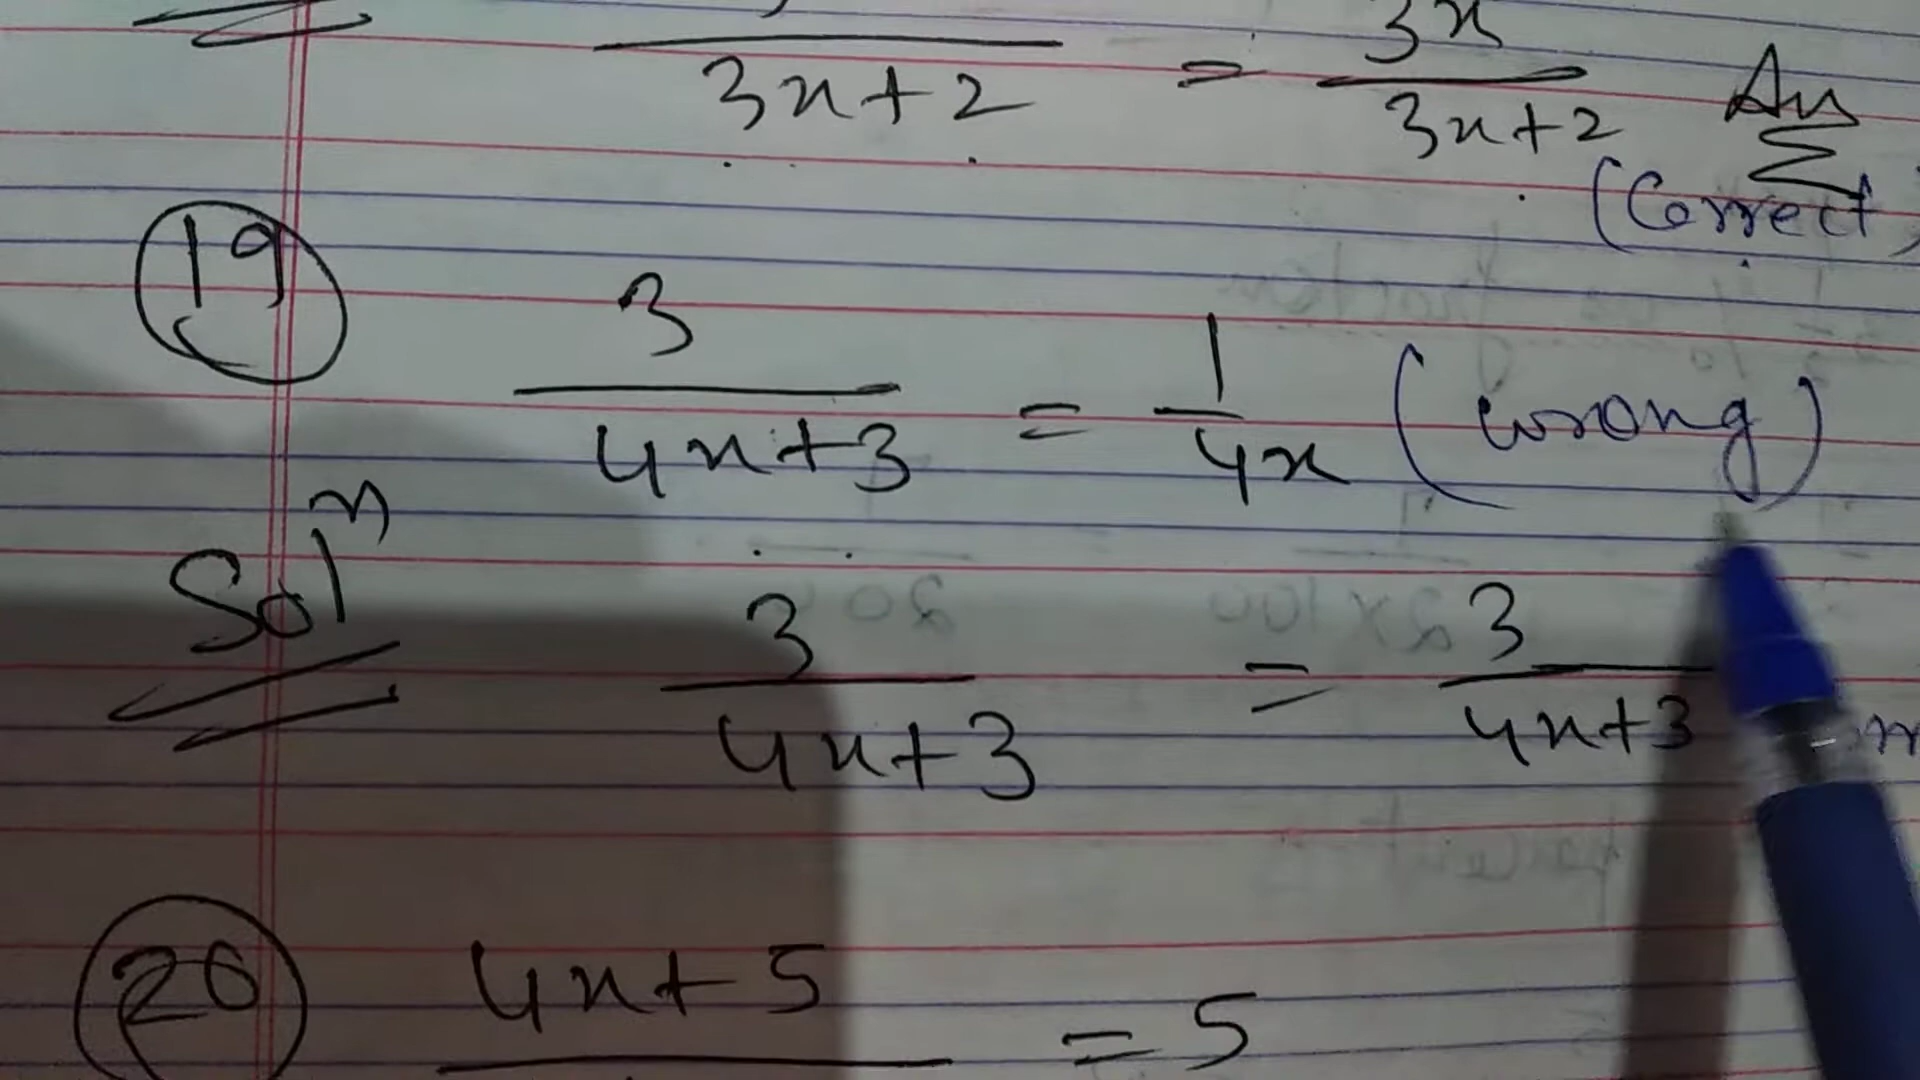 3x
3x+2 = 3x+2 Ans
(Correct)
19 3
4x+3 = 1
4x (wrong)
Solⁿ 3
4x+3 = 3
4x+3
20 4x+5 = 5